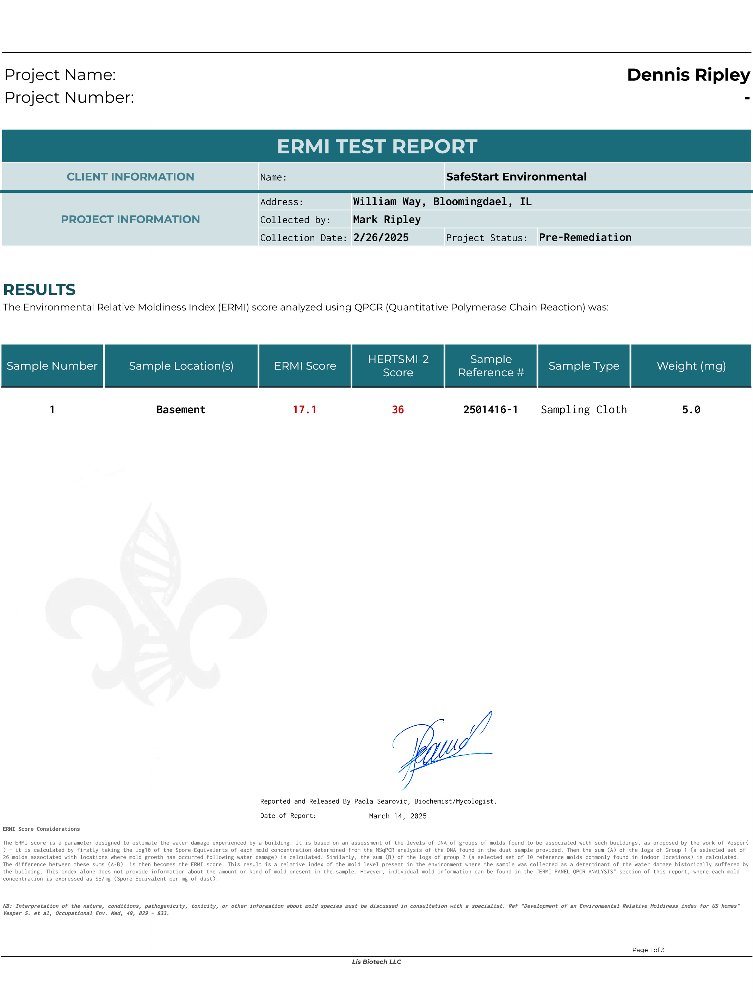 Project Name: Dennis Ripley
Project Number: -
ERMI TEST REPORT
CLIENT INFORMATION Name: SafeStart Environmental
PROJECT INFORMATION
Address: William Way, Bloomingdael, IL
Collected by: Mark Ripley
Collection Date: 2/26/2025 Project Status: Pre-Remediation
RESULTS
The Environmental Relative Moldiness Index (ERMI) score analyzed using QPCR (Quantitative Polymerase Chain Reaction) was:
Sample Number Sample Location(s) ERMI Score HERTSMI-2 Score Sample Reference # Sample Type Weight (mg)
1 Basement 17.1 36 2501416-1 Sampling Cloth 5.0
Reported and Released By Paola Searovic, Biochemist/Mycologist.
Date of Report: March 14, 2025
ERMI Score Considerations
The ERMI score is a parameter designed to estimate the water damage experienced by a building. It is based on an assessment of the levels of DNA of groups of molds found to be associated with such buildings, as proposed by the work of Vesper(
) - it is calculated by firstly taking the log10 of the Spore Equivalents of each mold concentration determined from the MSqPCR analysis of the DNA found in the dust sample provided. Then the sum (A) of the logs of Group 1 (a selected set of
26 molds associated with locations where mold growth has occurred following water damage) is calculated. Similarly, the sum (B) of the logs of group 2 (a selected set of 10 reference molds commonly found in indoor locations) is calculated.
The difference between these sums (A-B) is then becomes the ERMI score. This result is a relative index of the mold level present in the environment where the sample was collected as a determinant of the water damage historically suffered by
the building. This index alone does not provide information about the amount or kind of mold present in the sample. However, individual mold information can be found in the "ERMI PANEL QPCR ANALYSIS" section of this report, where each mold
concentration is expressed as SE/mg (Spore Equivalent per mg of dust).
NB: Interpretation of the nature, conditions, pathogenicity, toxicity, or other information about mold species must be discussed in consultation with a specialist. Ref "Development of an Environmental Relative Moldiness index for US homes"
Vesper S. et al, Occupational Env. Med, 49, 829 - 833.
Page 1 of 3
Lis Biotech LLC